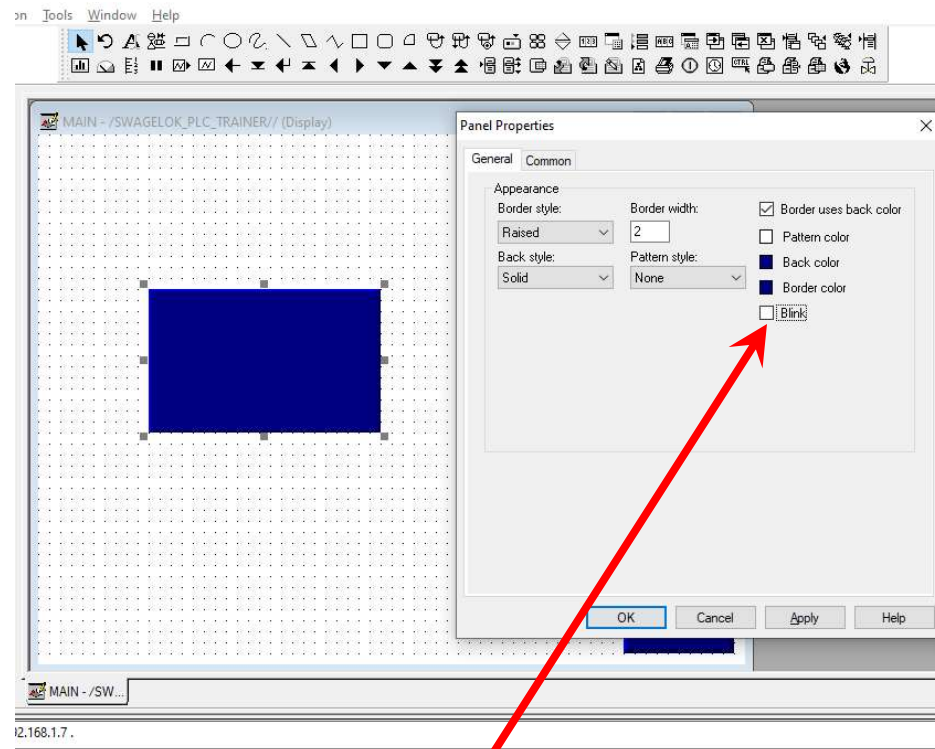 on Tools Window Help
MAIN - /SWAGELOK_PLC_TRAINER// (Display)
Panel Properties
General Common
Appearance
Border style: Border width: Border uses back color
Raised 2 Pattern color
Back style: Pattern style: Back color
Solid None Border color
Blink
OK Cancel Apply Help
MAIN - /SW...
02.168.1.7 .